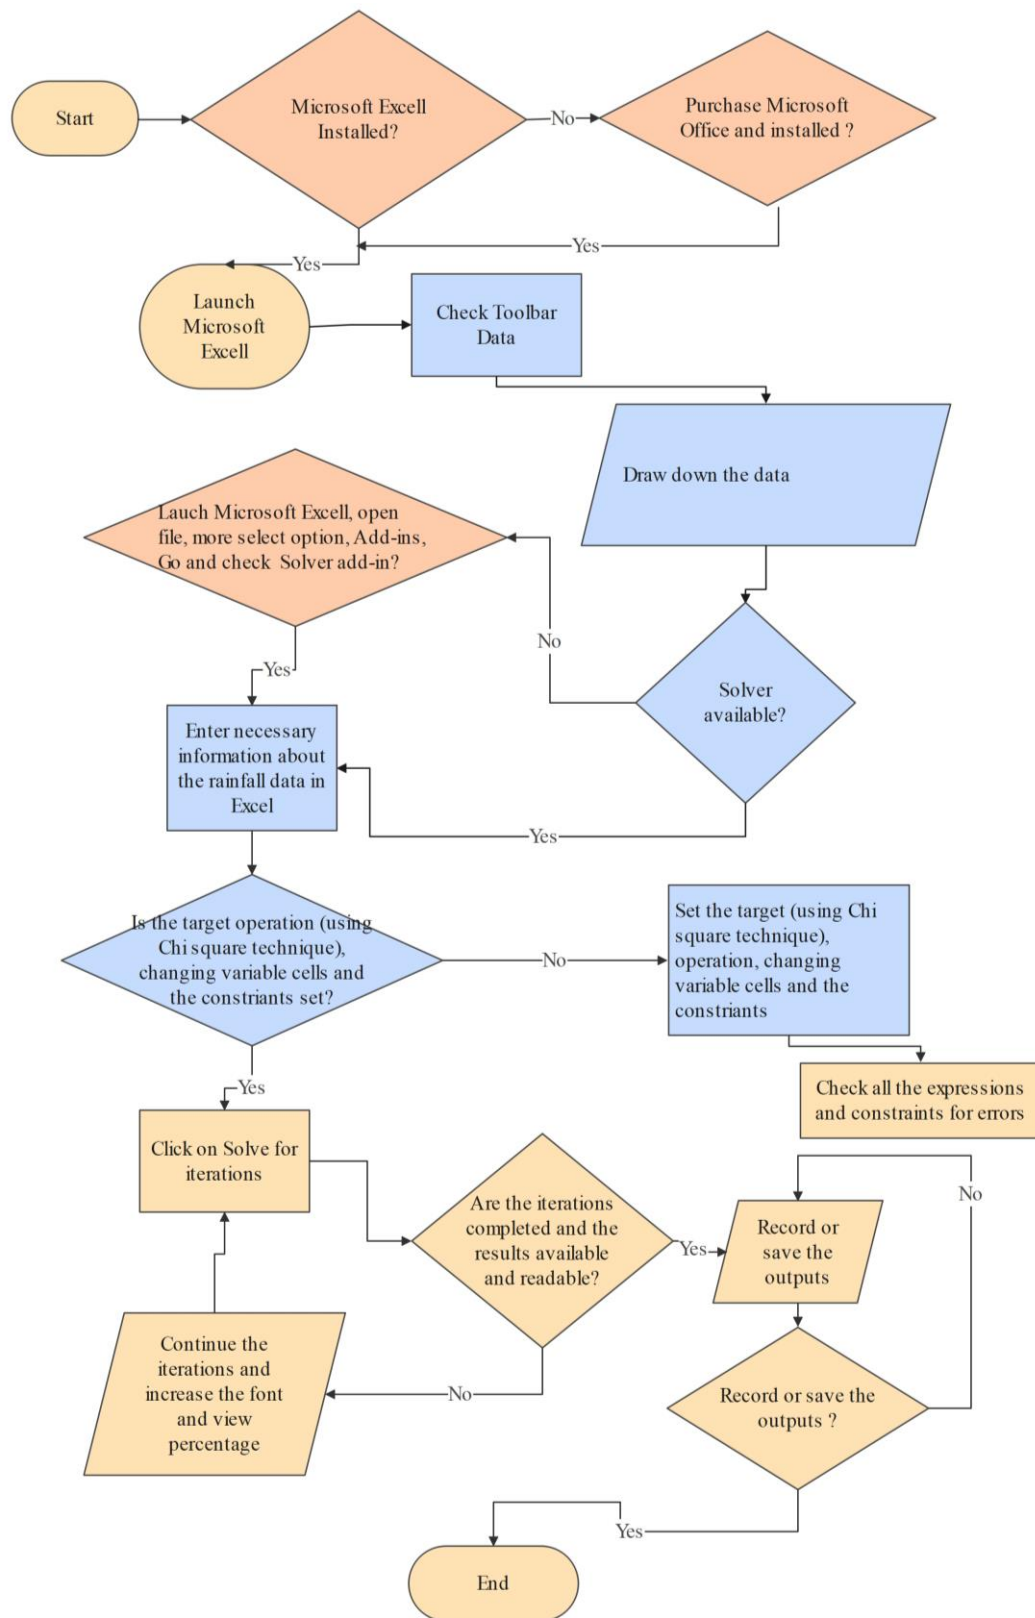 Start
Microsoft Excell
Installed?
No
Purchase Microsoft
Office and installed ?
Yes
Yes
Launch
Microsoft
Excell
Check Toolbar
Data
Draw down the data
Lauch Microsoft Excell, open
file, more select option, Add-ins,
Go and check Solver add-in?
No
Solver
available?
Yes
Enter necessary
information about
the rainfall data in
Excel
Yes
Is the target operation (using
Chi square technique),
changing variable cells and
the constriants set?
No
Set the target (using Chi
square technique),
operation, changing
variable cells and the
constriants
Yes
Check all the expressions
and constraints for errors
Click on Solve for
iterations
Are the iterations
completed and the
results available
and readable?
Yes
Record or
save the
outputs
No
Continue the
iterations and
increase the font
and view
percentage
No
Record or save the
outputs ?
Yes
End